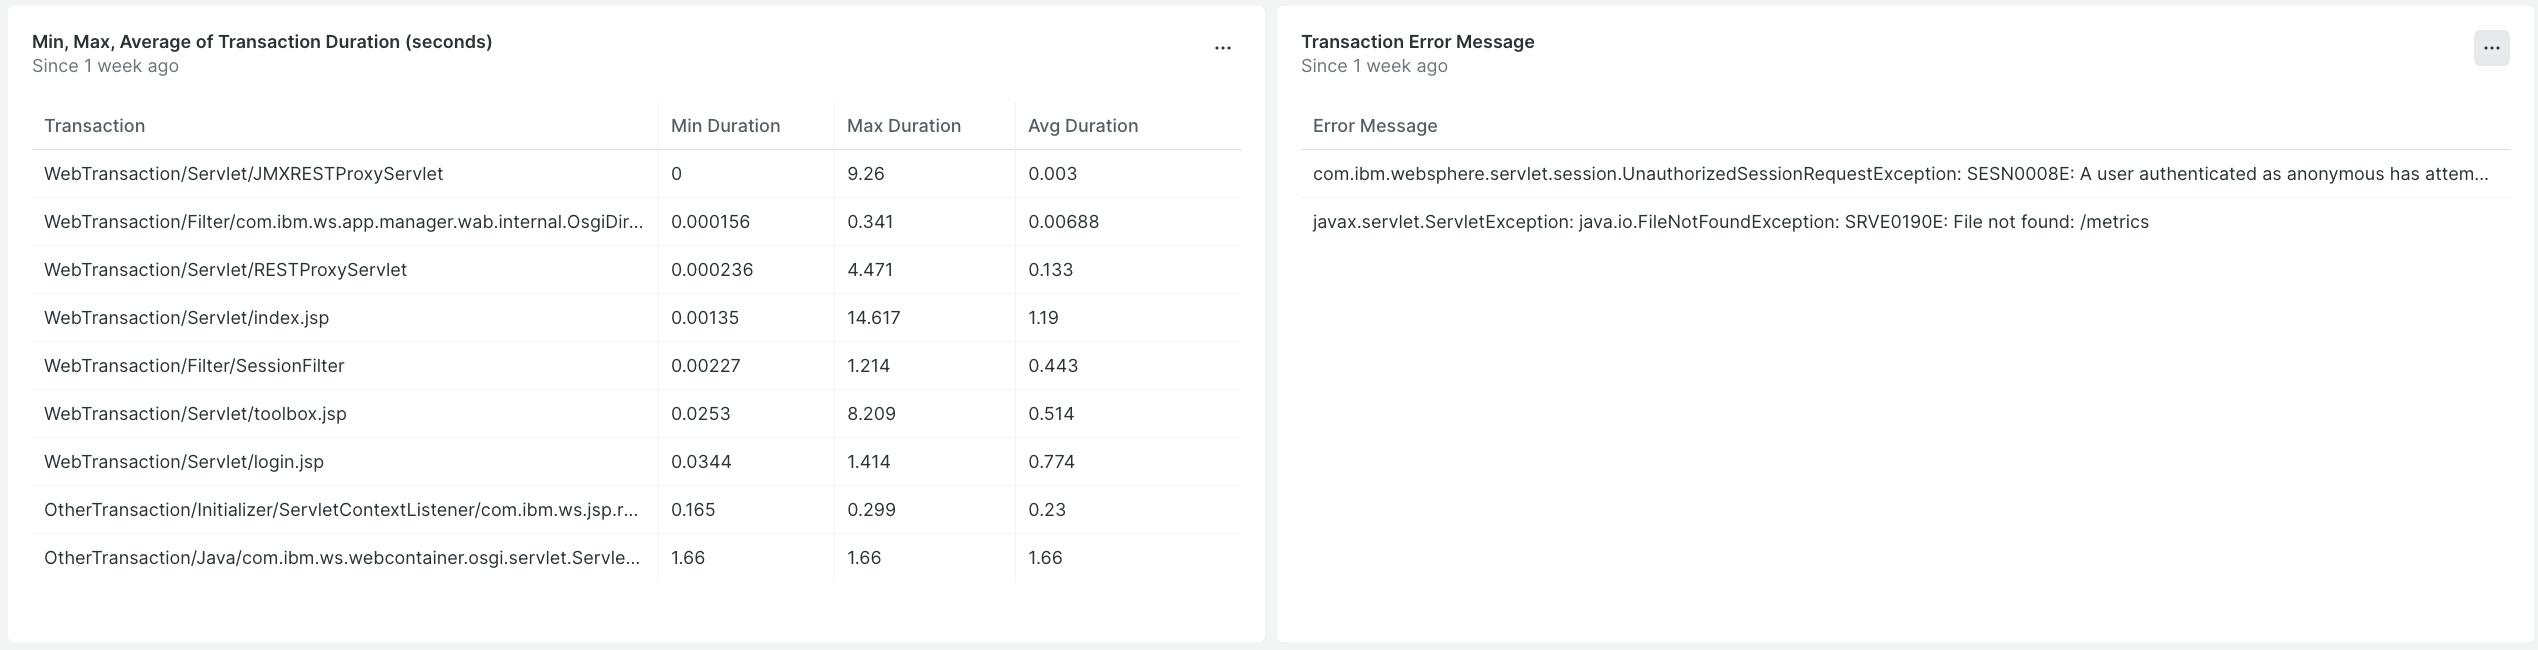 Min, Max, Average of Transaction Duration (seconds)
Since 1 week ago
Transaction Min Duration Max Duration Avg Duration
WebTransaction/Servlet/JMXRESTProxyServlet 0 9.26 0.003
WebTransaction/Filter/com.ibm.ws.app.manager.wab.internal.OsgiDir... 0.000156 0.341 0.00688
WebTransaction/Servlet/RESTProxyServlet 0.000236 4.471 0.133
WebTransaction/Servlet/index.jsp 0.00135 14.617 1.19
WebTransaction/Filter/SessionFilter 0.00227 1.214 0.443
WebTransaction/Servlet/toolbox.jsp 0.0253 8.209 0.514
WebTransaction/Servlet/login.jsp 0.0344 1.414 0.774
OtherTransaction/Initializer/ServletContextListener/com.ibm.ws.jsp.r... 0.165 0.299 0.23
OtherTransaction/Java/com.ibm.ws.webcontainer.osgi.servlet.Servle... 1.66 1.66 1.66
Transaction Error Message
Since 1 week ago
Error Message
com.ibm.websphere.servlet.session.UnauthorizedSessionRequestException: SESN0008E: A user authenticated as anonymous has attem...
javax.servlet.ServletException: java.io.FileNotFoundException: SRVE0190E: File not found: /metrics